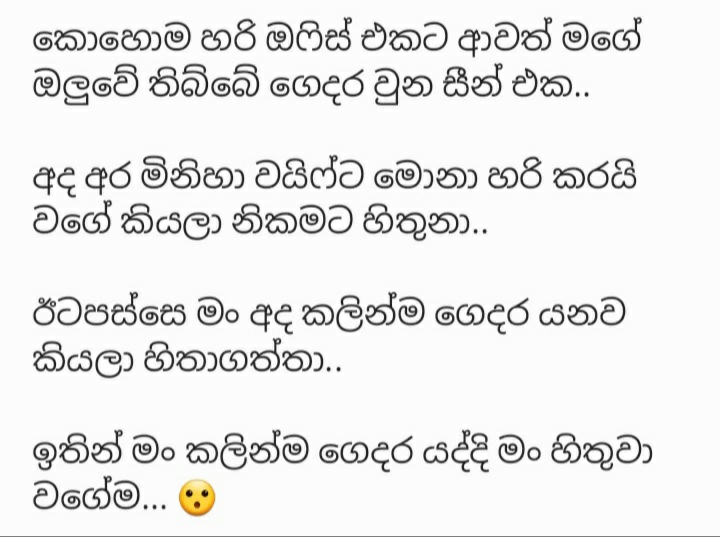 කොහොම හරි ඔෆිස් එකට ආවත් මගේ
ඔලුවේ තිබ්බේ ගෙදර වුන සීන් එක..
අද අර මිනිහා වයිෆ්ට මොනා හරි කරයි
වගේ කියලා නිකමට හිතුනා..
ඊටපස්සෙ මං අද කලින්ම ගෙදර යනව
කියලා හිතාගත්තා..
ඉතින් මං කලින්ම ගෙදර යද්දි මං හිතුවා
වගේම... 😮